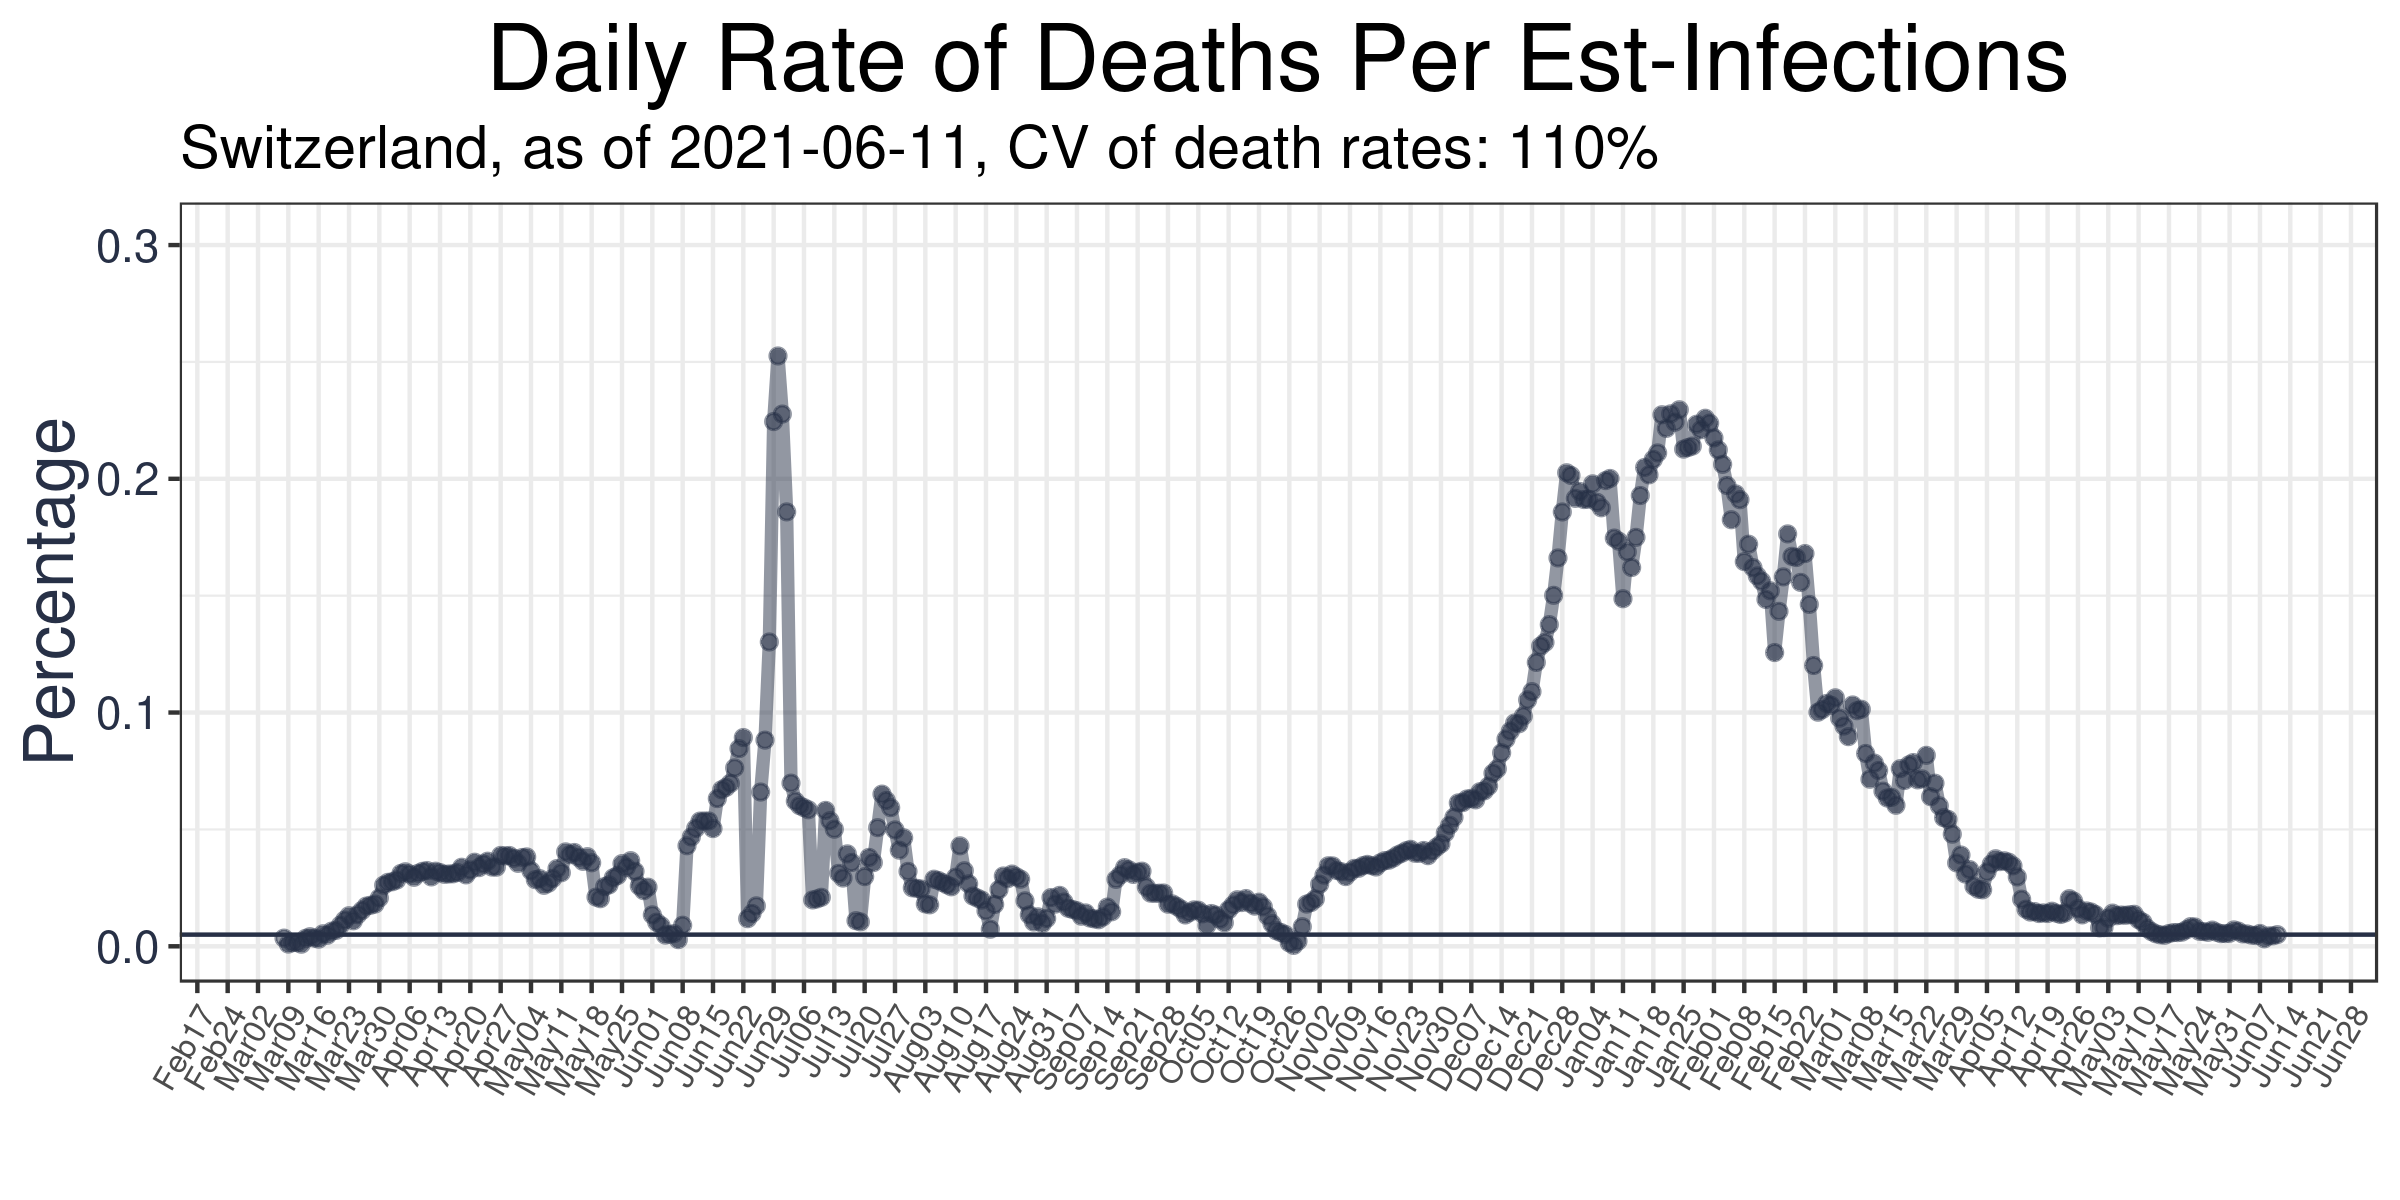 Daily Rate of Deaths Per Est-Infections
Switzerland, as of 2021-06-11, CV of death rates: 110%
Percentage
0.3
0.2
0.1
0.0
Feb17
Feb24
Mar02
Mar09
Mar16
Mar23
Mar30
Apr06
Apr13
Apr20
Apr27
May04
May11
May18
May25
Jun01
Jun08
Jun15
Jun22
Jun29
Jul06
Jul13
Jul20
Jul27
Aug03
Aug10
Aug17
Aug24
Aug31
Sep07
Sep14
Sep21
Sep28
Oct05
Oct12
Oct19
Oct26
Nov02
Nov09
Nov16
Nov23
Nov30
Dec07
Dec14
Dec21
Dec28
Jan04
Jan11
Jan18
Jan25
Feb01
Feb08
Feb15
Feb22
Mar01
Mar08
Mar15
Mar22
Mar29
Apr05
Apr12
Apr19
Apr26
May03
May10
May17
May24
May31
Jun07
Jun14
Jun21
Jun28